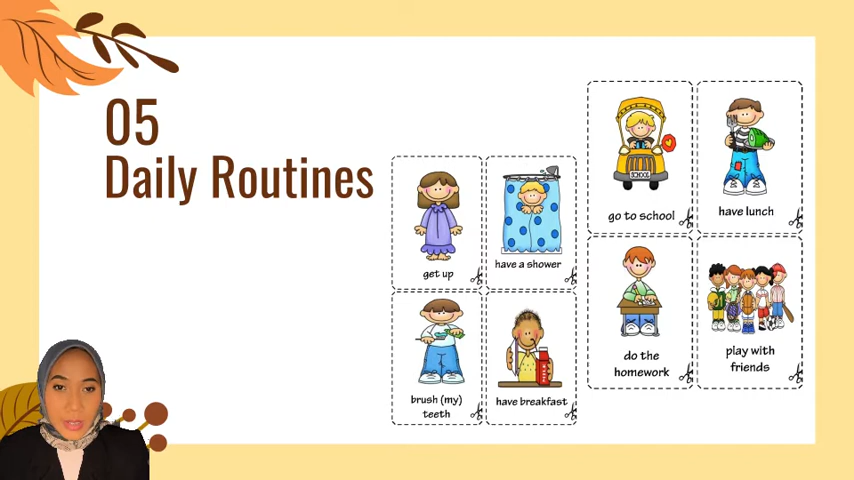 05
Daily Routines
get up
have a shower
brush (my)
teeth
have breakfast
SCHOOL
go to school
have lunch
do the
homework
play with
friends